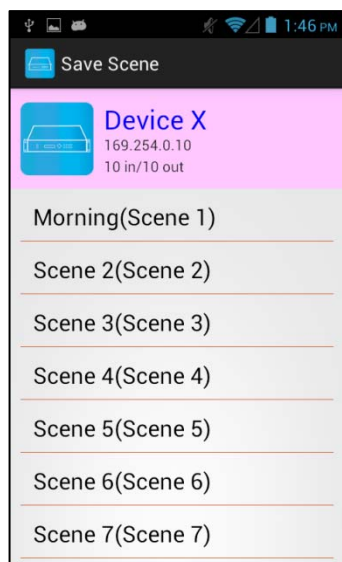 1:46 PM
Save Scene
Device X
169.254.0.10
10 in/10 out
Morning(Scene 1)
Scene 2(Scene 2)
Scene 3(Scene 3)
Scene 4(Scene 4)
Scene 5(Scene 5)
Scene 6(Scene 6)
Scene 7(Scene 7)